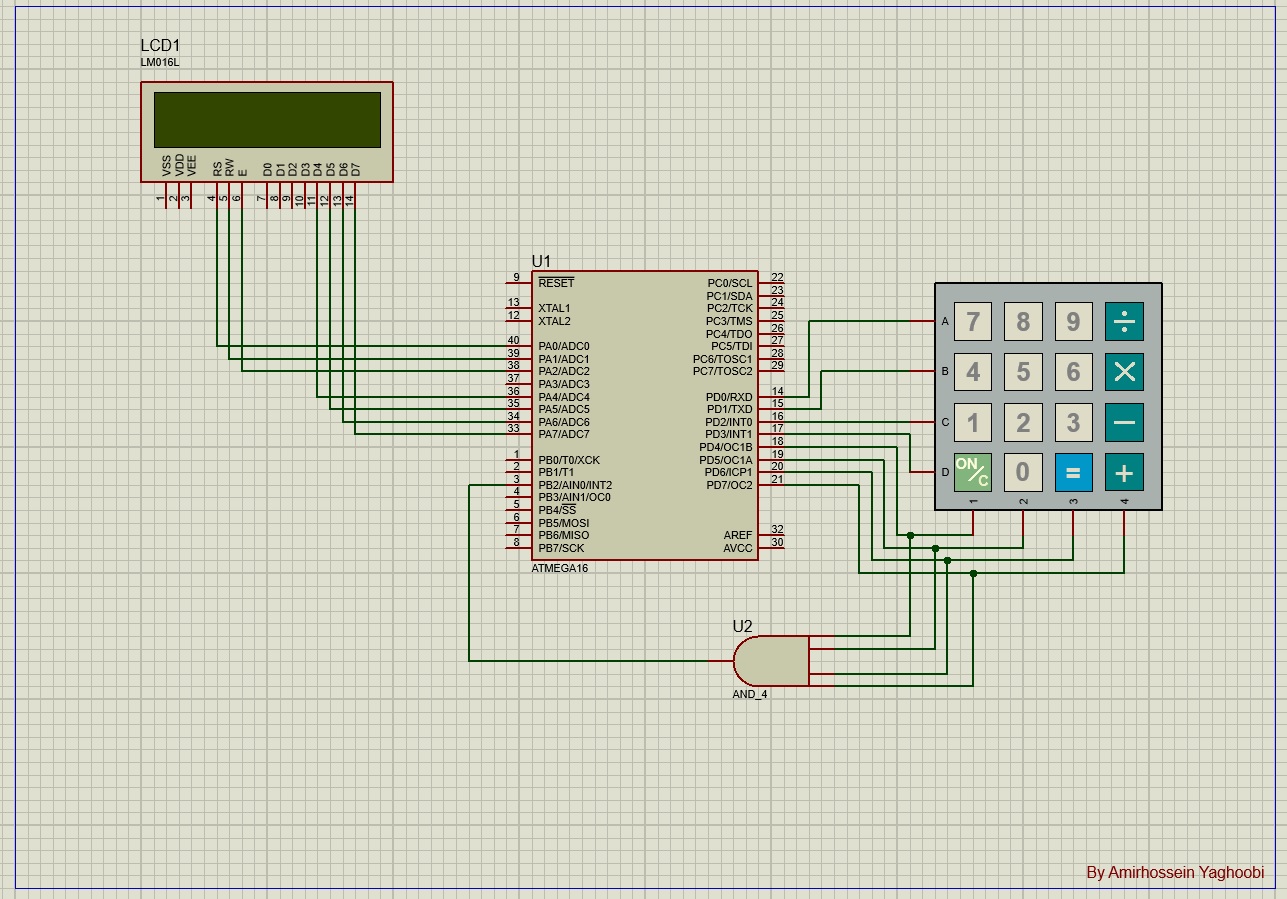 LCD1
LM016L
VSS VDD VEE RS RW E D0 D1 D2 D3 D4 D5 D6 D7
1 2 3 4 5 6 7 8 9 10 11 12 13 14
U1
9 RESET PC0/SCL 22
PC1/SDA 23
13 XTAL1 PC2/TCK 24
12 XTAL2 PC3/TMS 25
PC4/TDO 26
40 PA0/ADC0 PC5/TDI 27
39 PA1/ADC1 PC6/TOSC1 28
38 PA2/ADC2 PC7/TOSC2 29
37 PA3/ADC3
36 PA4/ADC4 PD0/RXD 14
35 PA5/ADC5 PD1/TXD 15
34 PA6/ADC6 PD2/INT0 16
33 PA7/ADC7 PD3/INT1 17
PD4/OC1B 18
1 PB0/T0/XCK PD5/OC1A 19
2 PB1/T1 PD6/ICP1 20
3 PB2/AIN0/INT2 PD7/OC2 21
4 PB3/AIN1/OC0
5 PB4/SS
6 PB5/MOSI
7 PB6/MISO AREF 32
8 PB7/SCK AVCC 30
ATMEGA16
A 7 8 9 ÷
B 4 5 6 ×
C 1 2 3 −
D ON/C 0 = +
1 2 3 4
U2
AND_4
By Amirhossein Yaghoobi